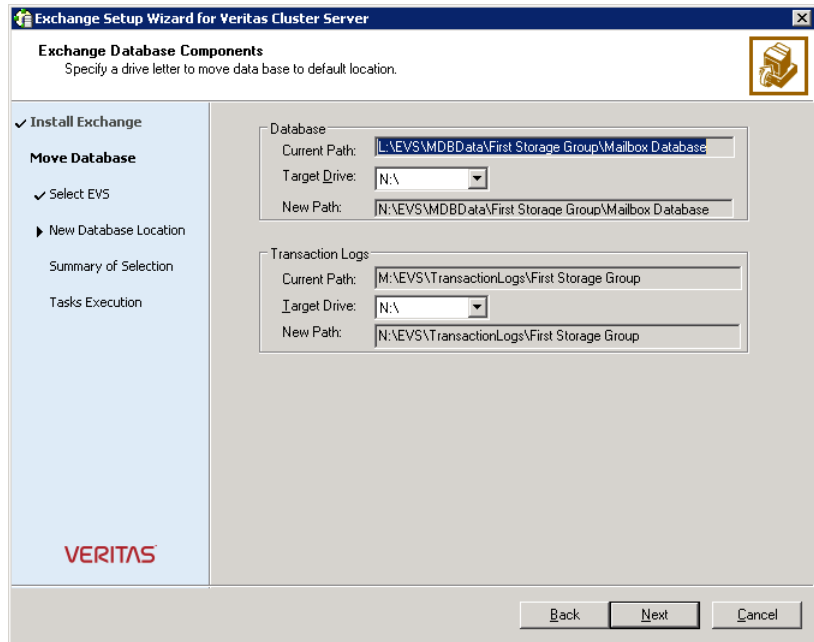 Exchange Setup Wizard for Veritas Cluster Server
Exchange Database Components
Specify a drive letter to move data base to default location.
Install Exchange
Move Database
Select EVS
New Database Location
Summary of Selection
Tasks Execution
VERITAS
Database
Current Path: L:\EVS\MDBData\First Storage Group\Mailbox Database
Target Drive: N:\
New Path: N:\EVS\MDBData\First Storage Group\Mailbox Database
Transaction Logs
Current Path: M:\EVS\TransactionLogs\First Storage Group
Target Drive: N:\
New Path: N:\EVS\TransactionLogs\First Storage Group
Back Next Cancel